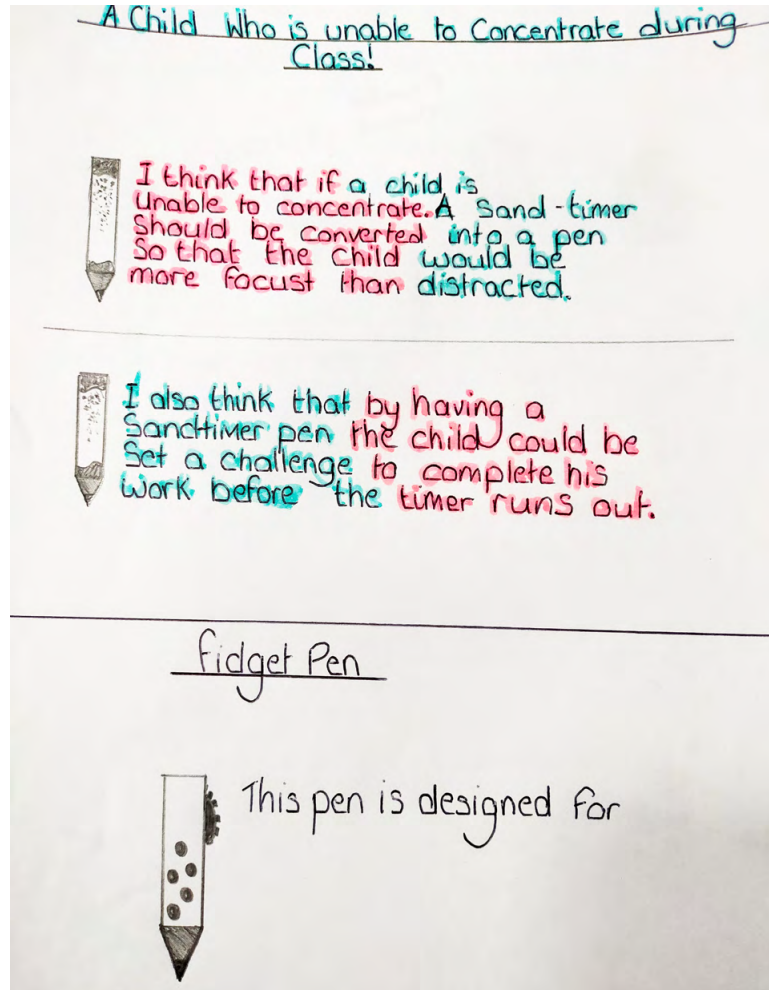 A Child Who is unable to Concentrate during
Class!
I think that if a child is
unable to concentrate. A Sand-timer
Should be converted into a pen
So that the child would be
more focust than distracted.
I also think that by having a
Sandtimer pen the child could be
Set a challenge to complete his
work before the timer runs out.
Fidget Pen
This pen is designed for